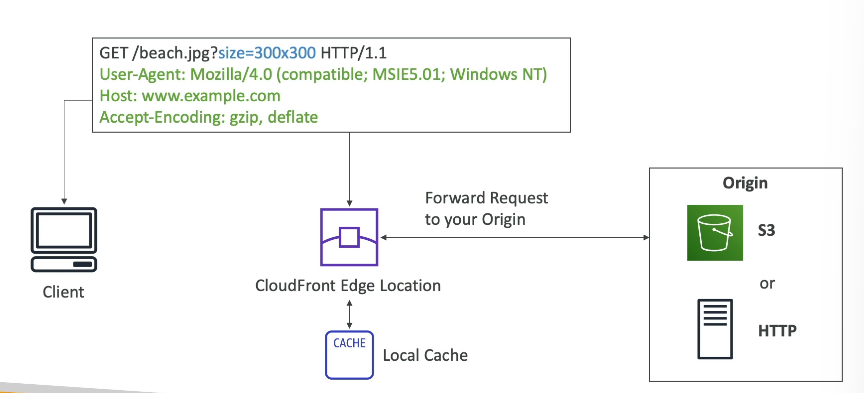 GET /beach.jpg?size=300x300 HTTP/1.1
User-Agent: Mozilla/4.0 (compatible; MSIE5.01; Windows NT)
Host: www.example.com
Accept-Encoding: gzip, deflate
Client
CloudFront Edge Location
CACHE
Local Cache
Forward Request
to your Origin
Origin
S3
or
HTTP